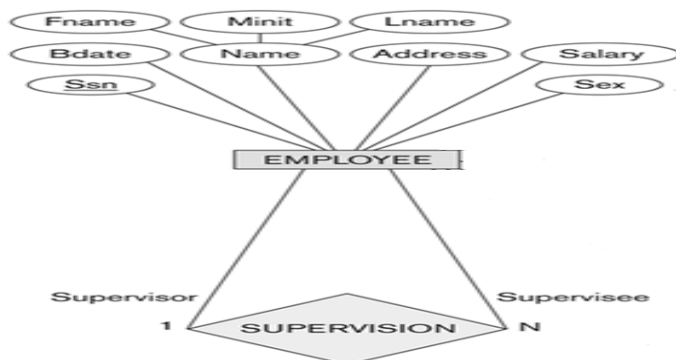 Fname Minit Lname
Bdate Name Address Salary
Ssn Sex
EMPLOYEE
Supervisor Supervisee
1 SUPERVISION N